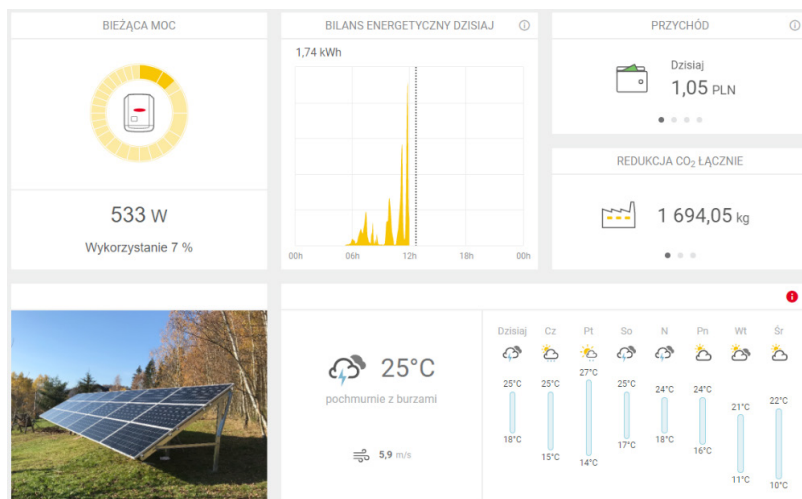 BIEŻĄCA MOC
533 W
Wykorzystanie 7 %
BILANS ENERGETYCZNY DZISIAJ
1,74 kWh
00h 06h 12h 18h 00h
PRZYCHÓD
Dzisiaj
1,05 PLN
REDUKCJA CO₂ ŁĄCZNIE
1 694,05 kg
25°C
pochmurnie z burzami
5,9 m/s
Dzisiaj Cz Pt So N Pn Wt Śr
25°C 25°C 27°C 25°C 24°C 24°C 21°C 22°C
18°C 15°C 14°C 17°C 18°C 16°C 11°C 10°C